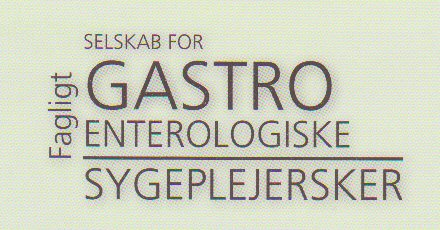 Fagligt
SELSKAB FOR
GASTRO
ENTEROLOGISKE
SYGEPLEJERSKER